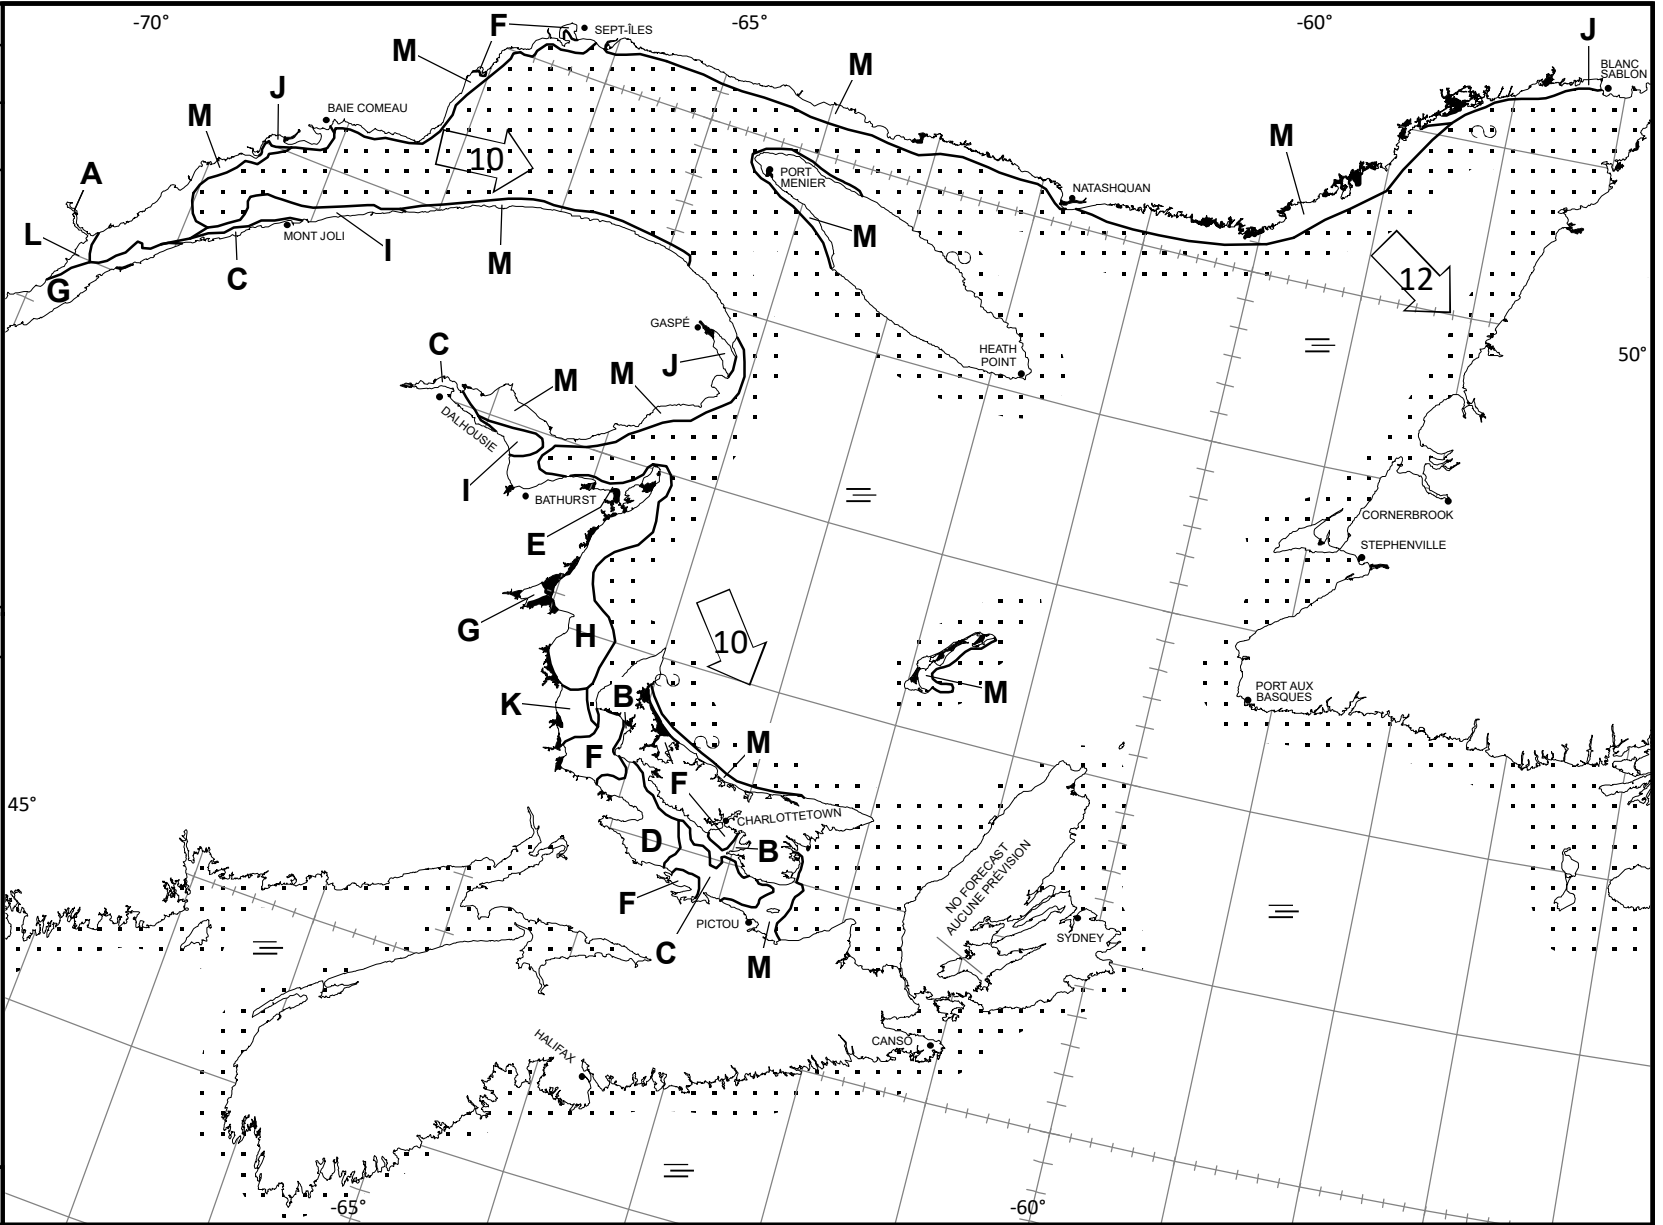 -70°
-65°
-60°
F
SEPT-ÎLES
J
M
M
BLANC
SABLON
J
M
BAIE COMEAU
M
10
A
PORT
MENIER
NATASHQUAN
L
MONT JOLI
I
M
M
C
G
12
GASPÉ
C
HEATH
POINT
50°
J
M
M
DALHOUSIE
I
BATHURST
CORNERBROOK
E
STEPHENVILLE
G
H
10
B
M
PORT AUX
BASQUES
K
F
M
F
45°
CHARLOTTETOWN
D
B
NO FORECAST
AUCUNE PRÉVISION
F
PICTOU
C
M
SYDNEY
HALIFAX
CANSO
-65°
-60°